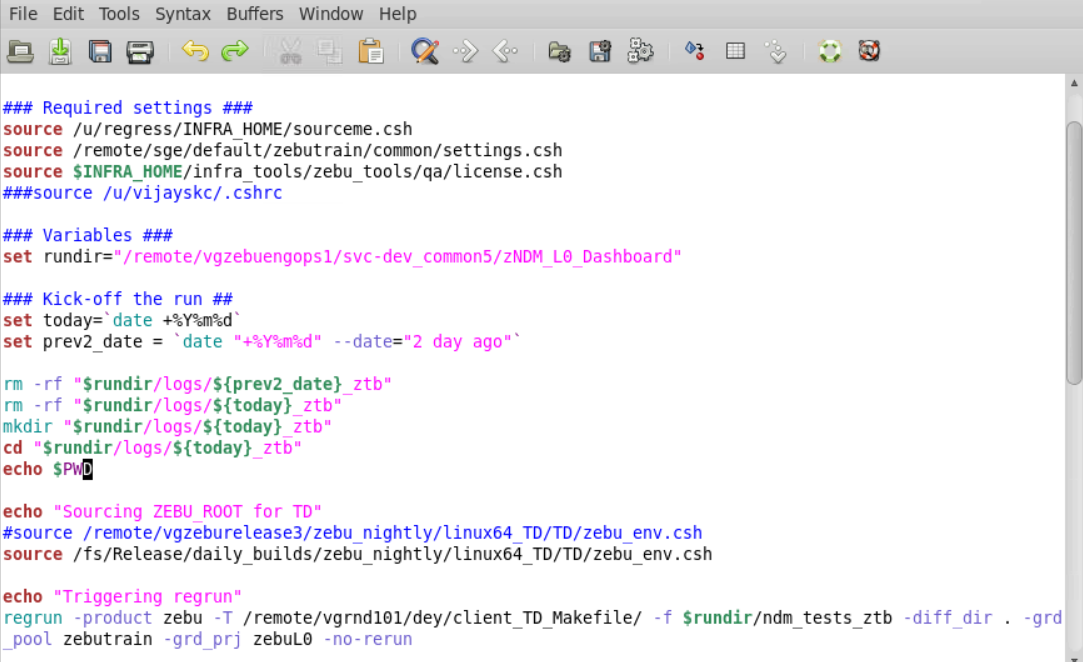 File Edit Tools Syntax Buffers Window Help
### Required settings ###
source /u/regress/INFRA_HOME/sourceme.csh
source /remote/sge/default/zebutrain/common/settings.csh
source $INFRA_HOME/infra_tools/zebu_tools/qa/license.csh
###source /u/vijayskc/.cshrc
### Variables ###
set rundir="/remote/vgzebuengops1/svc-dev_common5/zNDM_L0_Dashboard"
### Kick-off the run ##
set today=`date +%Y%m%d`
set prev2_date = `date "+%Y%m%d" --date="2 day ago"`
rm -rf "$rundir/logs/${prev2_date}_ztb"
rm -rf "$rundir/logs/${today}_ztb"
mkdir "$rundir/logs/${today}_ztb"
cd "$rundir/logs/${today}_ztb"
echo $PWD
echo "Sourcing ZEBU_ROOT for TD"
#source /remote/vgzeburelease3/zebu_nightly/linux64_TD/TD/zebu_env.csh
source /fs/Release/daily_builds/zebu_nightly/linux64_TD/TD/zebu_env.csh
echo "Triggering regrun"
regrun -product zebu -T /remote/vgrnd101/dey/client_TD_Makefile/ -f $rundir/ndm_tests_ztb -diff_dir . -grd
_pool zebutrain -grd_prj zebuL0 -no-rerun